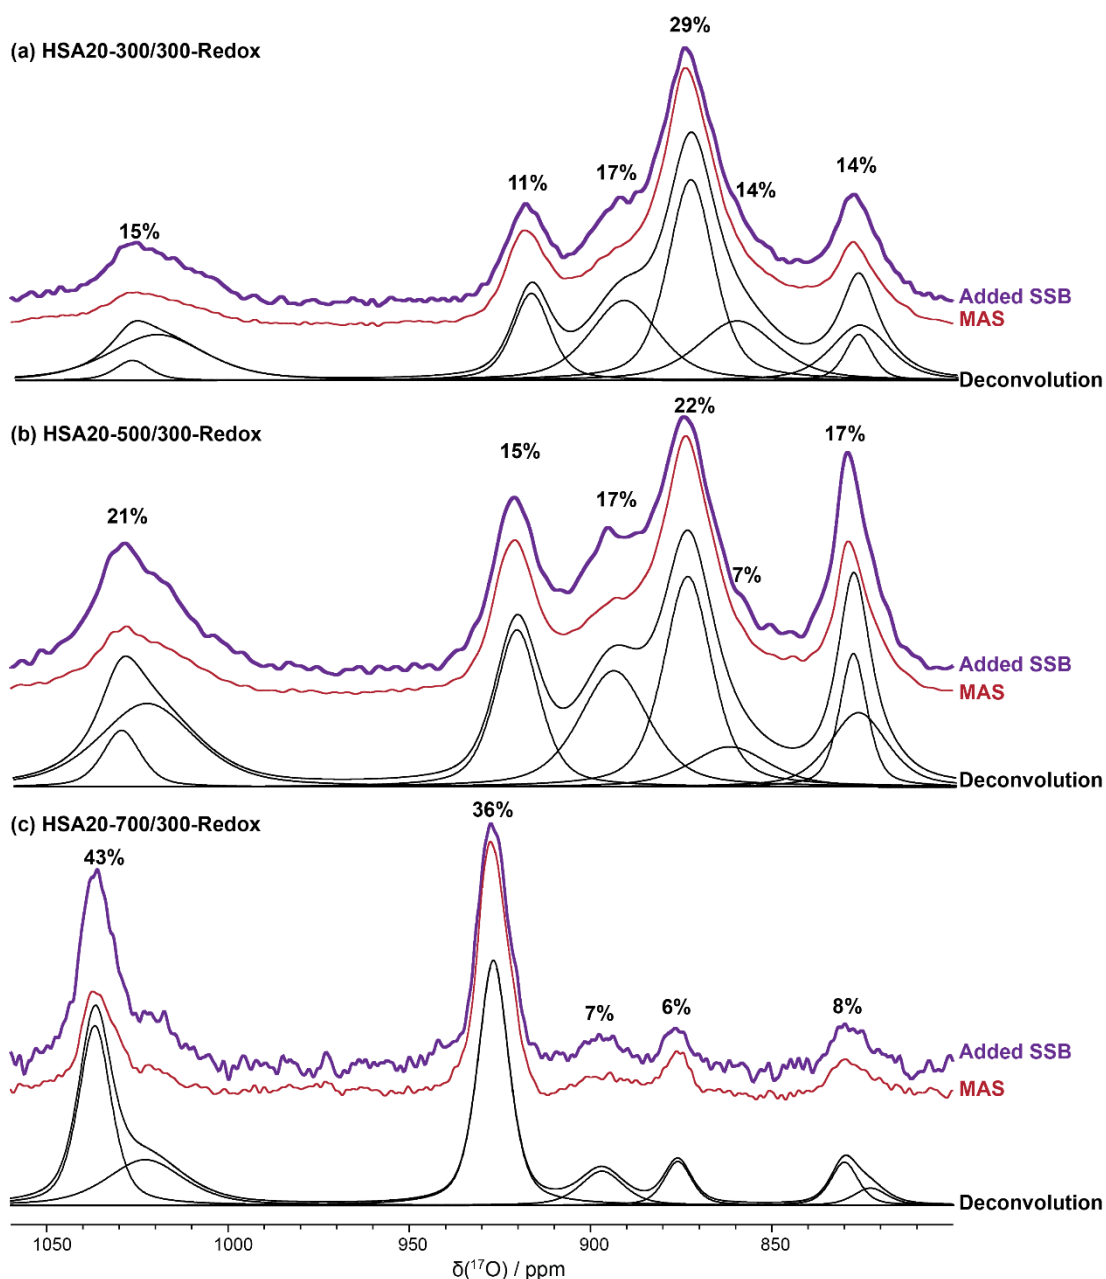 (a) HSA20-300/300-Redox
29%
17%
14%
14%
11%
15%
Added SSB
MAS
Deconvolution
(b) HSA20-500/300-Redox
22%
17%
15%
17%
21%
7%
Added SSB
MAS
Deconvolution
(c) HSA20-700/300-Redox
36%
43%
7%
6%
8%
Added SSB
MAS
Deconvolution
1050 1000 950 900 850
δ(¹⁷O) / ppm